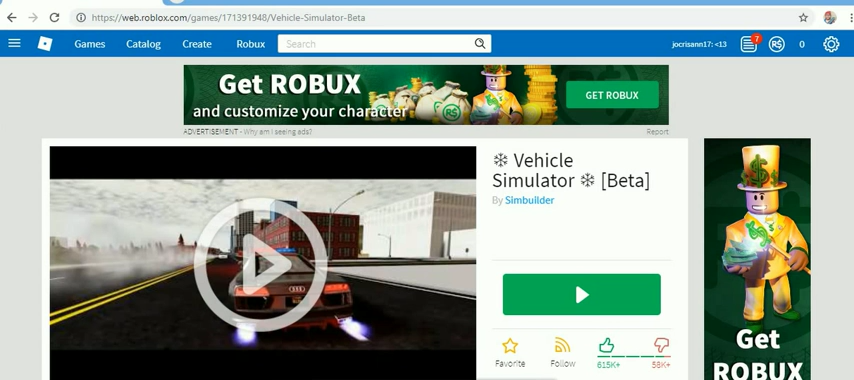 https://web.roblox.com/games/171391948/Vehicle-Simulator-Beta
Games Catalog Create Robux Search jocrisann17: <13 7 R$ 0
Get ROBUX
and customize your character
GET ROBUX
ADVERTISEMENT - Why am I seeing ads? Report
❄ Vehicle
Simulator ❄ [Beta]
By Simbuilder
Favorite Follow 615K+ 58K+
Get
ROBUX